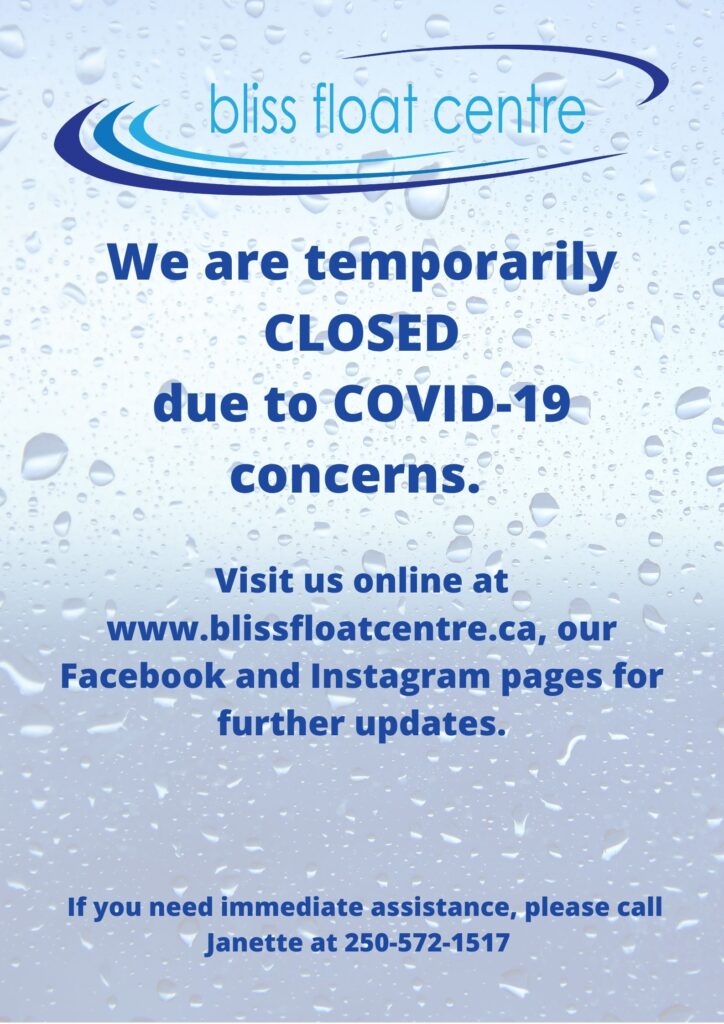 bliss float centre
We are temporarily
CLOSED
due to COVID-19
concerns.
Visit us online at
www.blissfloatcentre.ca, our
Facebook and Instagram pages for
further updates.
If you need immediate assistance, please call
Janette at 250-572-1517